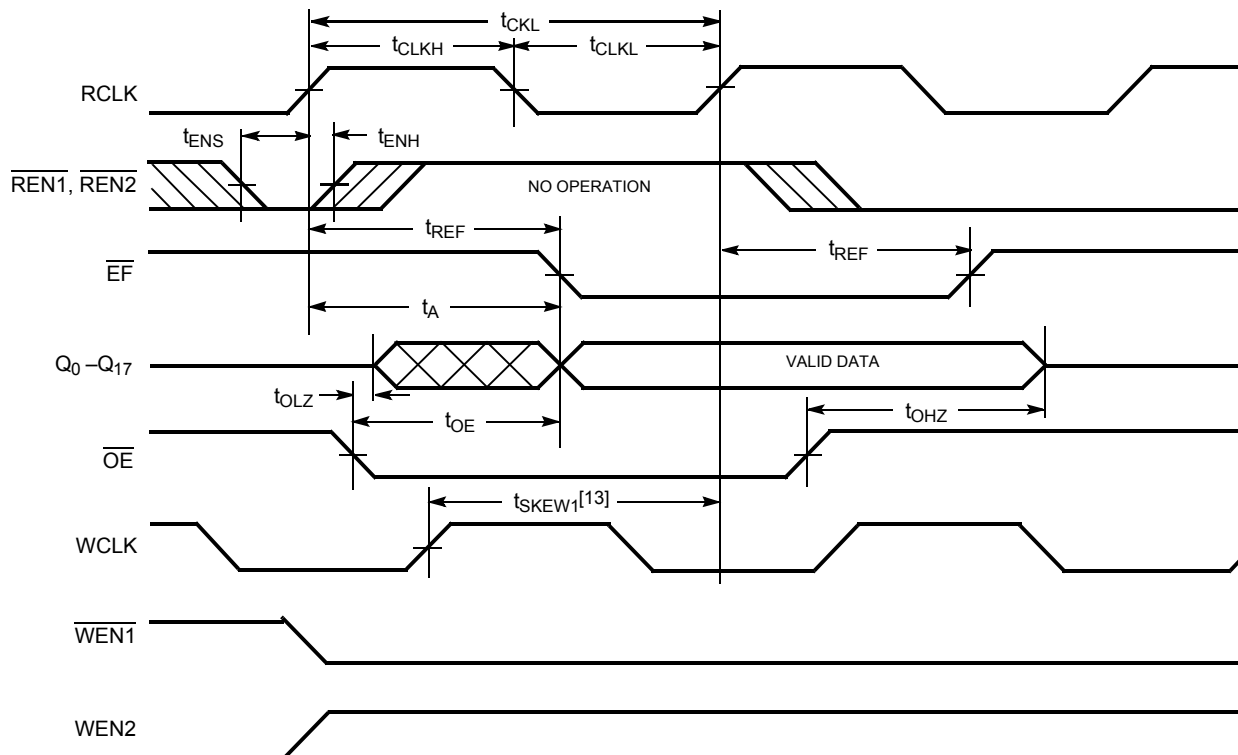 tCKL
tCLKH tCLKL
RCLK
tENS tENH
REN1, REN2
NO OPERATION
tREF
tREF
EF
tA
Q0 –Q17
VALID DATA
tOLZ
tOE
tOHZ
OE
tSKEW1[13]
WCLK
WEN1
WEN2